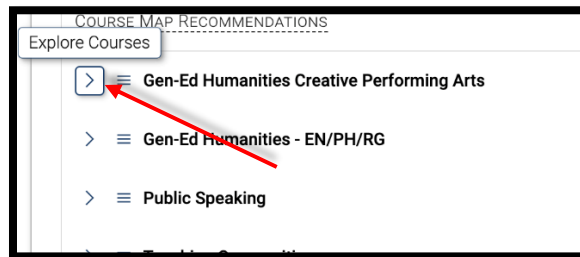 COURSE MAP RECOMMENDATIONS
Explore Courses
Gen-Ed Humanities Creative Performing Arts
Gen-Ed Humanities - EN/PH/RG
Public Speaking